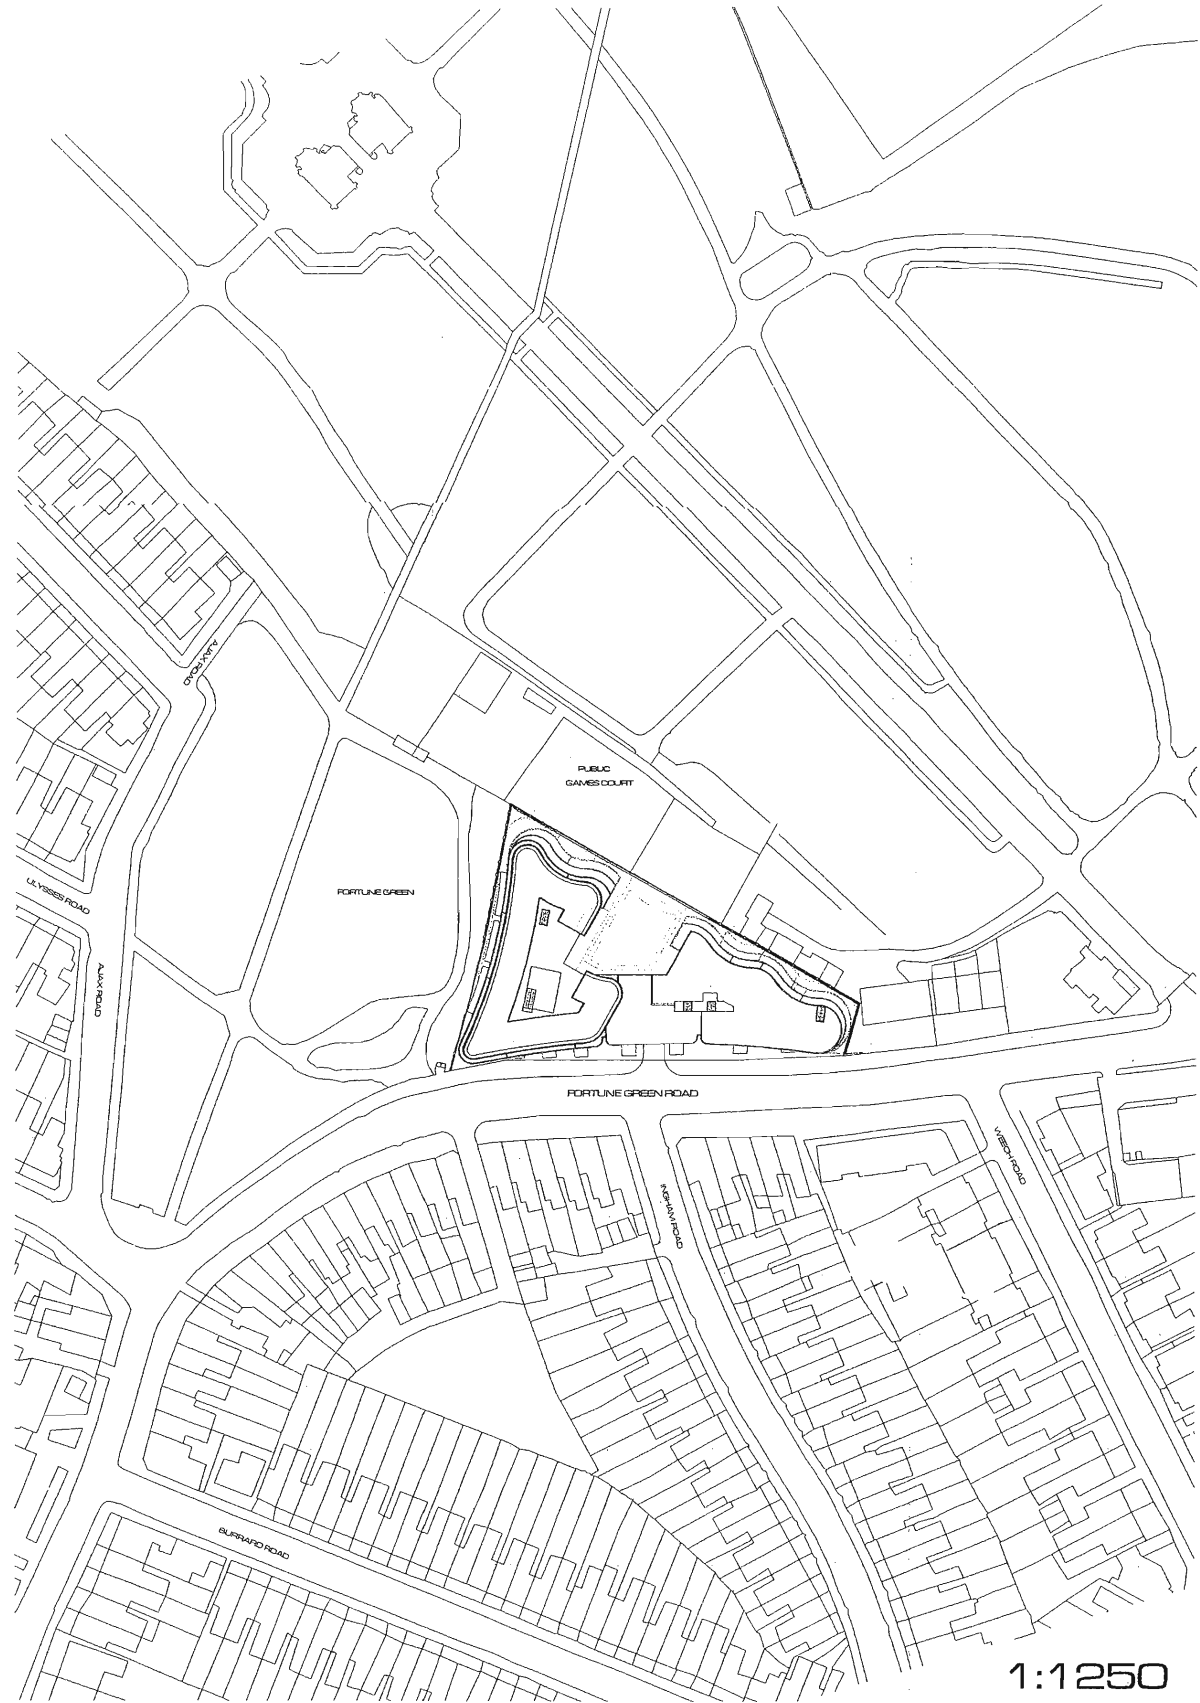 AJAX ROAD
PUBLIC
GAMES COURT
ULYSSES ROAD
FORTUNE GREEN
AJAX ROAD
FORTUNE GREEN ROAD
WEECH ROAD
INGHAM ROAD
BURRARD ROAD
1:1250